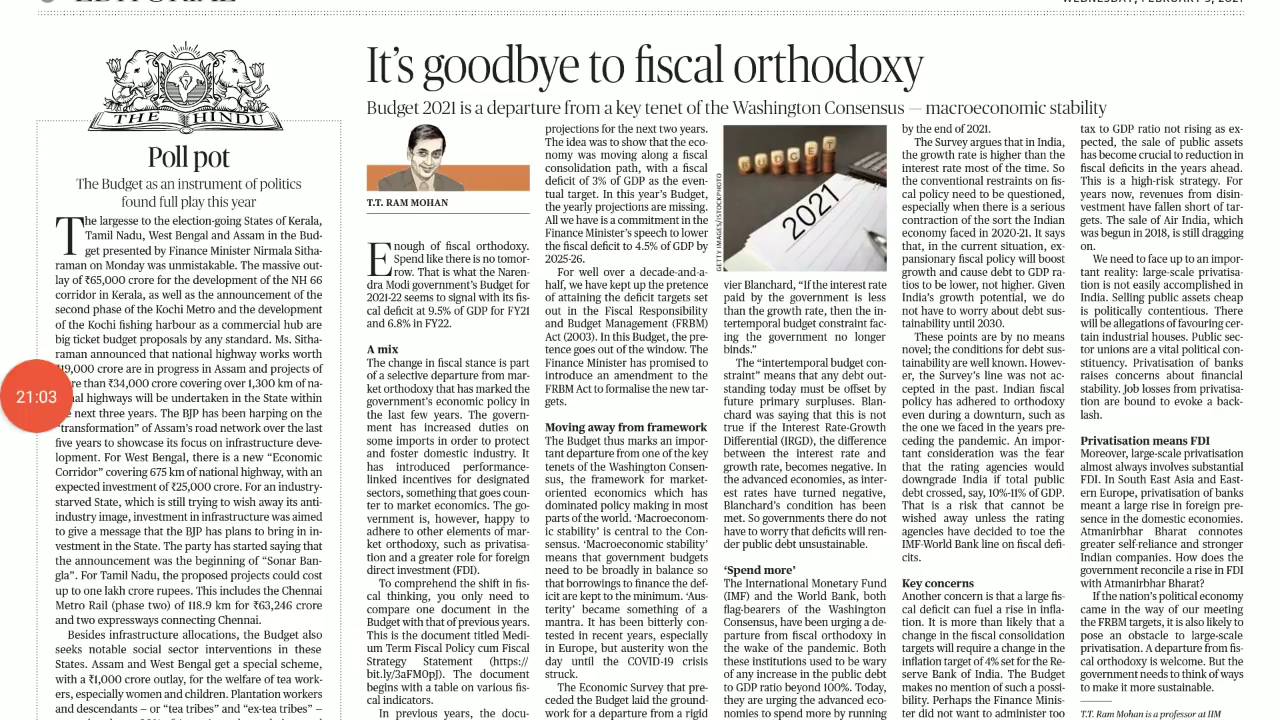 WEDNESDAY, FEBRUARY 3, 2021
THE HINDU
Poll pot
The Budget as an instrument of politics
found full play this year
The largesse to the election-going States of Kerala,
Tamil Nadu, West Bengal and Assam in the Bud-
get presented by Finance Minister Nirmala Sitha-
raman on Monday was unmistakable. The massive out-
lay of ₹65,000 crore for the development of the NH 66
corridor in Kerala, as well as the announcement of the
second phase of the Kochi Metro and the development
of the Kochi fishing harbour as a commercial hub are
big ticket budget proposals by any standard. Ms. Sitha-
raman announced that national highway works worth
19,000 crore are in progress in Assam and projects of
than ₹34,000 crore covering over 1,300 km of na-
highways will be undertaken in the State within
next three years. The BJP has been harping on the
"transformation" of Assam's road network over the last
five years to showcase its focus on infrastructure deve-
lopment. For West Bengal, there is a new "Economic
Corridor" covering 675 km of national highway, with an
expected investment of ₹25,000 crore. For an industry-
starved State, which is still trying to wish away its anti-
industry image, investment in infrastructure was aimed
to give a message that the BJP has plans to bring in in-
vestment in the State. The party has started saying that
the announcement was the beginning of "Sonar Ban-
gla". For Tamil Nadu, the proposed projects could cost
up to one lakh crore rupees. This includes the Chennai
Metro Rail (phase two) of 118.9 km for ₹63,246 crore
and two expressways connecting Chennai.
Besides infrastructure allocations, the Budget also
seeks notable social sector interventions in these
States. Assam and West Bengal get a special scheme,
with a ₹1,000 crore outlay, for the welfare of tea work-
ers, especially women and children. Plantation workers
and descendants – or "tea tribes" and "ex-tea tribes" –
21:03
It's goodbye to fiscal orthodoxy
Budget 2021 is a departure from a key tenet of the Washington Consensus — macroeconomic stability
T.T. RAM MOHAN
Enough of fiscal orthodoxy.
Spend like there is no tomor-
row. That is what the Naren-
dra Modi government's Budget for
2021-22 seems to signal with its fis-
cal deficit at 9.5% of GDP for FY21
and 6.8% in FY22.
A mix
The change in fiscal stance is part
of a selective departure from mar-
ket orthodoxy that has marked the
government's economic policy in
the last few years. The govern-
ment has increased duties on
some imports in order to protect
and foster domestic industry. It
has introduced performance-
linked incentives for designated
sectors, something that goes coun-
ter to market economics. The go-
vernment is, however, happy to
adhere to other elements of mar-
ket orthodoxy, such as privatisa-
tion and a greater role for foreign
direct investment (FDI).
To comprehend the shift in fis-
cal thinking, you only need to
compare one document in the
Budget with that of previous years.
This is the document titled Medi-
um Term Fiscal Policy cum Fiscal
Strategy Statement (https://
bit.ly/3aFM0pJ). The document
begins with a table on various fis-
cal indicators.
In previous years, the docu-
projections for the next two years.
The idea was to show that the eco-
nomy was moving along a fiscal
consolidation path, with a fiscal
deficit of 3% of GDP as the even-
tual target. In this year's Budget,
the yearly projections are missing.
All we have is a commitment in the
Finance Minister's speech to lower
the fiscal deficit to 4.5% of GDP by
2025-26.
For well over a decade-and-a-
half, we have kept up the pretence
of attaining the deficit targets set
out in the Fiscal Responsibility
and Budget Management (FRBM)
Act (2003). In this Budget, the pre-
tence goes out of the window. The
Finance Minister has promised to
introduce an amendment to the
FRBM Act to formalise the new tar-
gets.
Moving away from framework
The Budget thus marks an impor-
tant departure from one of the key
tenets of the Washington Consen-
sus, the framework for market-
oriented economics which has
dominated policy making in most
parts of the world. 'Macroeconom-
ic stability' is central to the Con-
sensus. 'Macroeconomic stability'
means that government budgets
need to be broadly in balance so
that borrowings to finance the def-
icit are kept to the minimum. 'Aus-
terity' became something of a
mantra. It has been bitterly con-
tested in recent years, especially
in Europe, but austerity won the
day until the COVID-19 crisis
struck.
The Economic Survey that pre-
ceded the Budget laid the ground-
work for a departure from a rigid
BUDGET
2021
GETTY IMAGES/ISTOCKPHOTO
vier Blanchard, "If the interest rate
paid by the government is less
than the growth rate, then the in-
tertemporal budget constraint fac-
ing the government no longer
binds."
The "intertemporal budget con-
straint" means that any debt out-
standing today must be offset by
future primary surpluses. Blan-
chard was saying that this is not
true if the Interest Rate-Growth
Differential (IRGD), the difference
between the interest rate and
growth rate, becomes negative. In
the advanced economies, as inter-
est rates have turned negative,
Blanchard's condition has been
met. So governments there do not
have to worry that deficits will ren-
der public debt unsustainable.
'Spend more'
The International Monetary Fund
(IMF) and the World Bank, both
flag-bearers of the Washington
Consensus, have been urging a de-
parture from fiscal orthodoxy in
the wake of the pandemic. Both
these institutions used to be wary
of any increase in the public debt
to GDP ratio beyond 100%. Today,
they are urging the advanced eco-
nomies to spend more by running
by the end of 2021.
The Survey argues that in India,
the growth rate is higher than the
interest rate most of the time. So
the conventional restraints on fis-
cal policy need to be questioned,
especially when there is a serious
contraction of the sort the Indian
economy faced in 2020-21. It says
that, in the current situation, ex-
pansionary fiscal policy will boost
growth and cause debt to GDP ra-
tios to be lower, not higher. Given
India's growth potential, we do
not have to worry about debt sus-
tainability until 2030.
These points are by no means
novel; the conditions for debt sus-
tainability are well known. Howev-
er, the Survey's line was not ac-
cepted in the past. Indian fiscal
policy has adhered to orthodoxy
even during a downturn, such as
the one we faced in the years pre-
ceding the pandemic. An impor-
tant consideration was the fear
that the rating agencies would
downgrade India if total public
debt crossed, say, 10%-11% of GDP.
That is a risk that cannot be
wished away unless the rating
agencies have decided to toe the
IMF-World Bank line on fiscal defi-
cits.
Key concerns
Another concern is that a large fis-
cal deficit can fuel a rise in infla-
tion. It is more than likely that a
change in the fiscal consolidation
targets will require a change in the
inflation target of 4% set for the Re-
serve Bank of India. The Budget
makes no mention of such a possi-
bility. Perhaps the Finance Minis-
ter did not want to administer too
tax to GDP ratio not rising as ex-
pected, the sale of public assets
has become crucial to reduction in
fiscal deficits in the years ahead.
This is a high-risk strategy. For
years now, revenues from disin-
vestment have fallen short of tar-
gets. The sale of Air India, which
was begun in 2018, is still dragging
on.
We need to face up to an impor-
tant reality: large-scale privatisa-
tion is not easily accomplished in
India. Selling public assets cheap
is politically contentious. There
will be allegations of favouring cer-
tain industrial houses. Public sec-
tor unions are a vital political con-
stituency. Privatisation of banks
raises concerns about financial
stability. Job losses from privatisa-
tion are bound to evoke a back-
lash.
Privatisation means FDI
Moreover, large-scale privatisation
almost always involves substantial
FDI. In South East Asia and East-
ern Europe, privatisation of banks
meant a large rise in foreign pre-
sence in the domestic economies.
Atmanirbhar Bharat connotes
greater self-reliance and stronger
Indian companies. How does the
government reconcile a rise in FDI
with Atmanirbhar Bharat?
If the nation's political economy
came in the way of our meeting
the FRBM targets, it is also likely to
pose an obstacle to large-scale
privatisation. A departure from fis-
cal orthodoxy is welcome. But the
government needs to think of ways
to make it more sustainable.
T.T. Ram Mohan is a professor at IIM